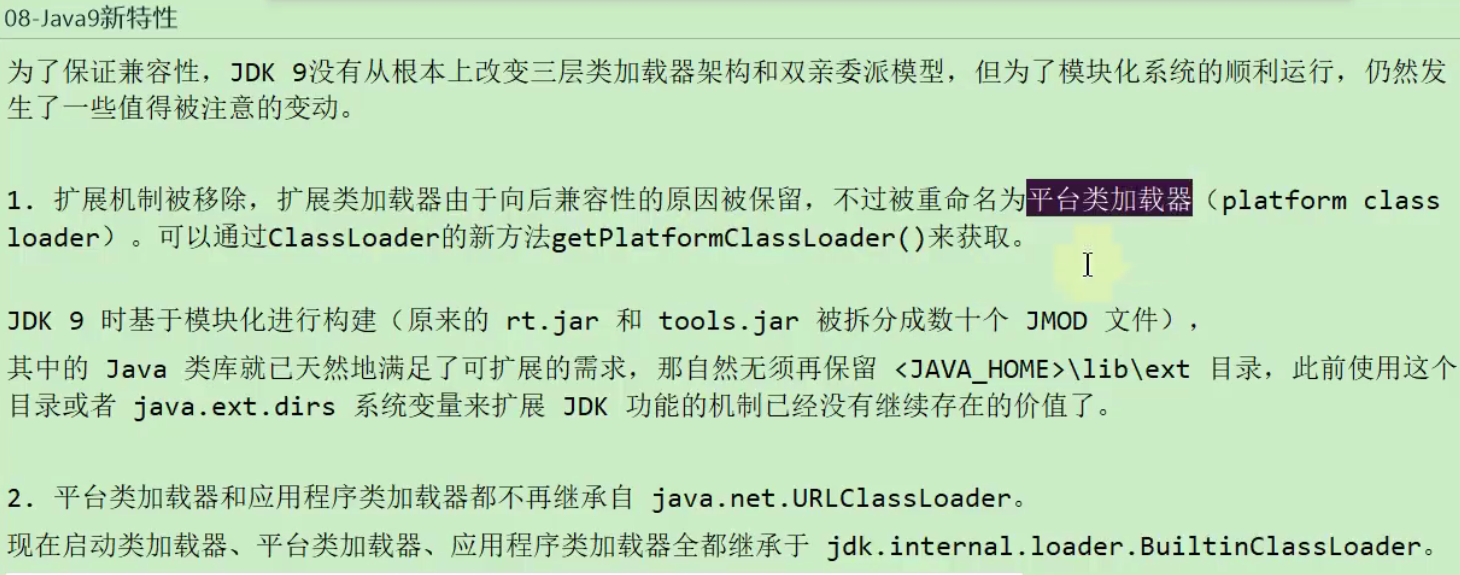 08-Java9新特性
为了保证兼容性，JDK 9没有从根本上改变三层类加载器架构和双亲委派模型，但为了模块化系统的顺利运行，仍然发
生了一些值得被注意的变动。
1. 扩展机制被移除，扩展类加载器由于向后兼容性的原因被保留，不过被重命名为平台类加载器（platform class
loader）。可以通过ClassLoader的新方法getPlatformClassLoader()来获取。
JDK 9 时基于模块化进行构建（原来的 rt.jar 和 tools.jar 被拆分成数十个 JMOD 文件），
其中的 Java 类库就已天然地满足了可扩展的需求，那自然无须再保留 <JAVA_HOME>\lib\ext 目录，此前使用这个
目录或者 java.ext.dirs 系统变量来扩展 JDK 功能的机制已经没有继续存在的价值了。
2. 平台类加载器和应用程序类加载器都不再继承自 java.net.URLClassLoader。
现在启动类加载器、平台类加载器、应用程序类加载器全都继承于 jdk.internal.loader.BuiltinClassLoader。